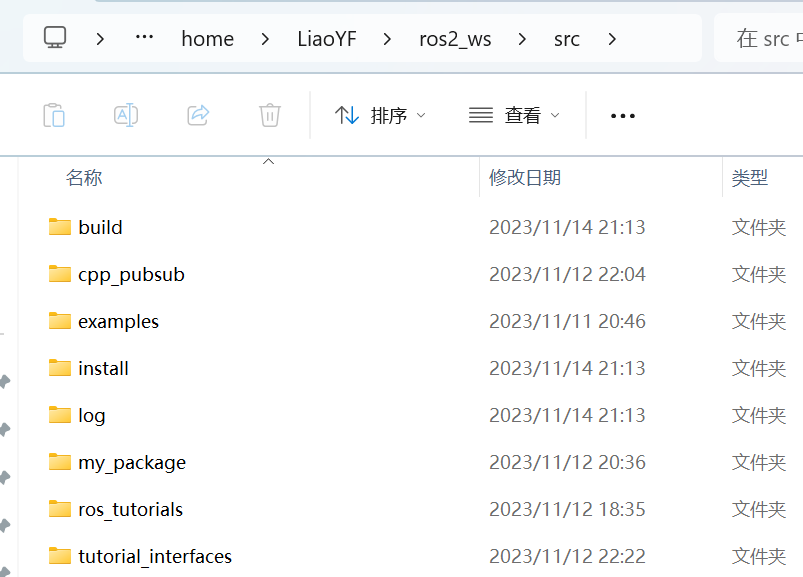 … home LiaoYF ros2_ws src 在 src
排序 查看 …
名称 修改日期 类型
build 2023/11/14 21:13 文件夹
cpp_pubsub 2023/11/12 22:04 文件夹
examples 2023/11/11 20:46 文件夹
install 2023/11/14 21:13 文件夹
log 2023/11/14 21:13 文件夹
my_package 2023/11/12 20:36 文件夹
ros_tutorials 2023/11/12 18:35 文件夹
tutorial_interfaces 2023/11/12 22:22 文件夹